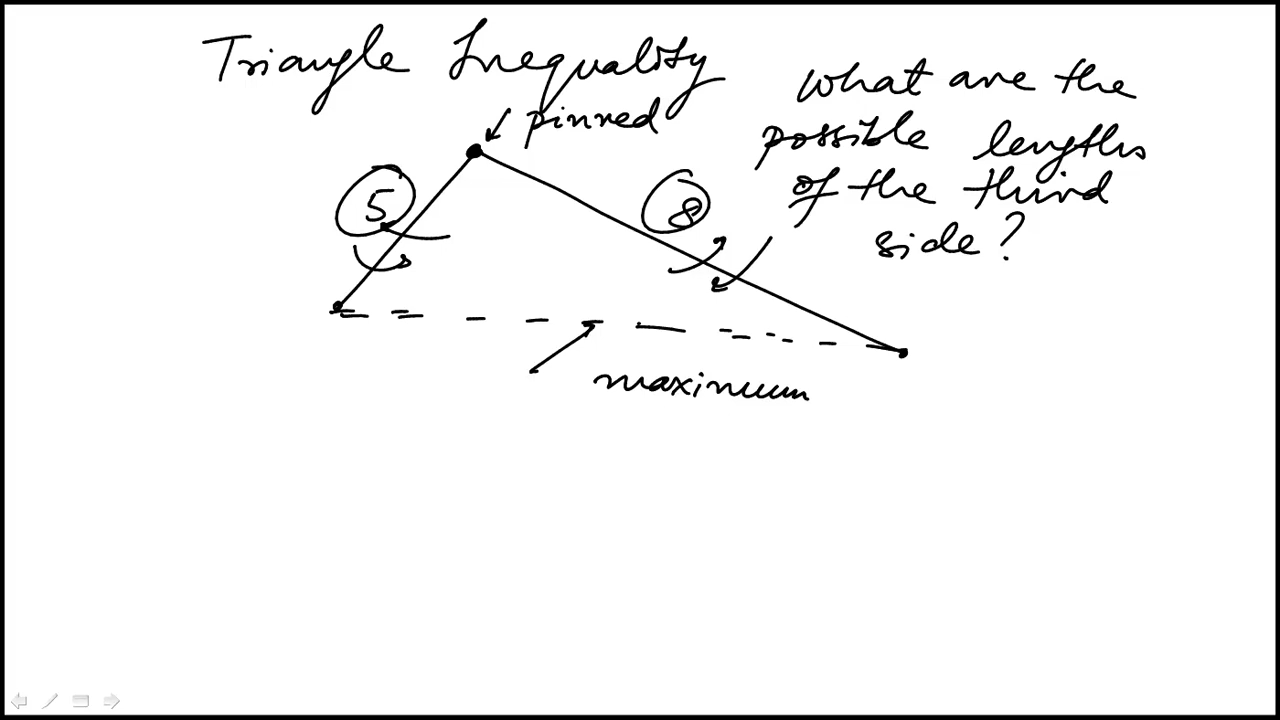 Triangle Inequality
pinned
What are the
possible lengths
of the third
side?
5
8
maximum